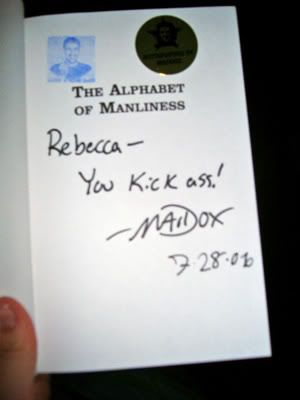 THE ALPHABET
OF MANLINESS
Rebecca—
You Kick ass!
—MADDOX
7-28-06